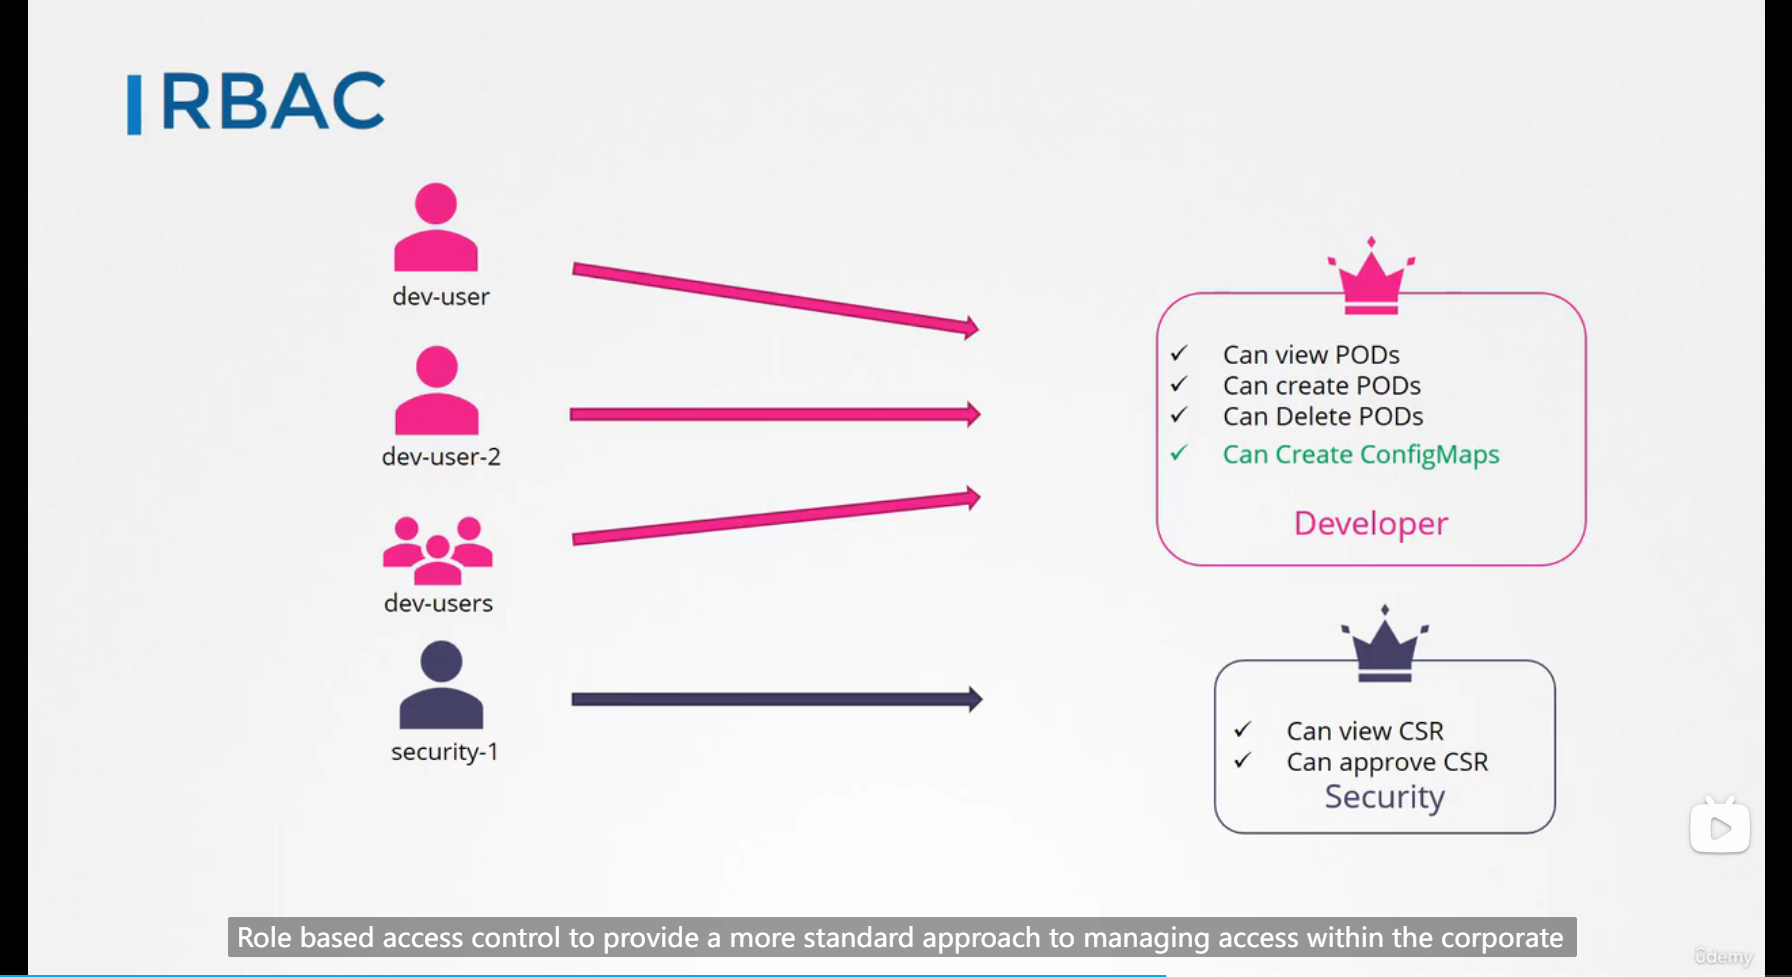 RBAC
dev-user
dev-user-2
dev-users
security-1
Can view PODs
Can create PODs
Can Delete PODs
Can Create ConfigMaps
Developer
Can view CSR
Can approve CSR
Security
Role based access control to provide a more standard approach to managing access within the corporate
ûdemy